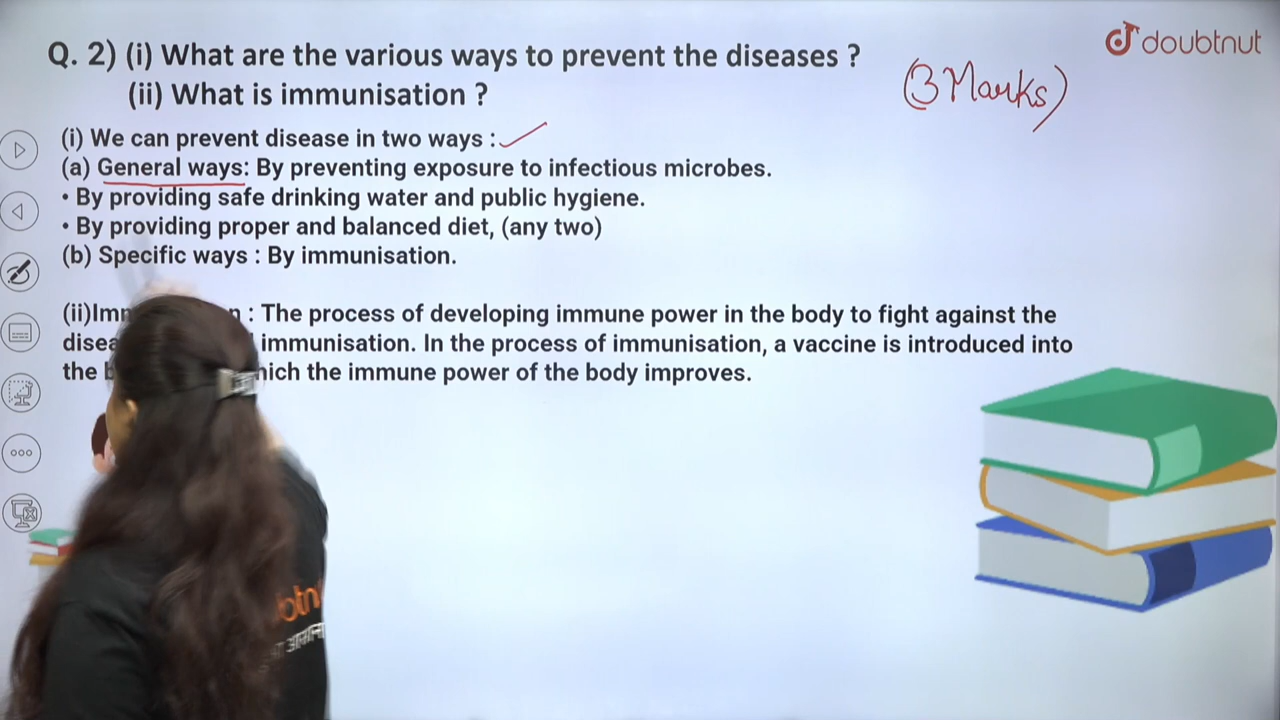 Q. 2) (i) What are the various ways to prevent the diseases ?
(ii) What is immunisation ?
(3 Marks)
doubtnut
(i) We can prevent disease in two ways :
(a) General ways: By preventing exposure to infectious microbes.
• By providing safe drinking water and public hygiene.
• By providing proper and balanced diet, (any two)
(b) Specific ways : By immunisation.
(ii) : The process of developing immune power in the body to fight against the
immunisation. In the process of immunisation, a vaccine is introduced into
the the immune power of the body improves.